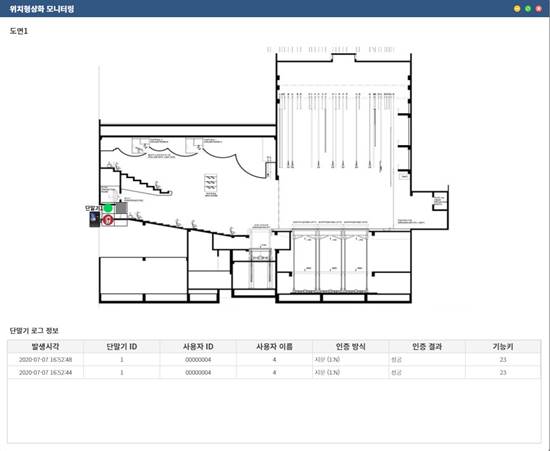 위치형상화 모니터링
도면1
단말기1
단말기 로그 정보
발생시각 단말기 ID 사용자 ID 사용자 이름 인증 방식 인증 결과 기능키
2020-07-07 16:52:48 1 00000004 4 지문 (1:N) 성공 23
2020-07-07 16:52:44 1 00000004 4 지문 (1:N) 성공 23